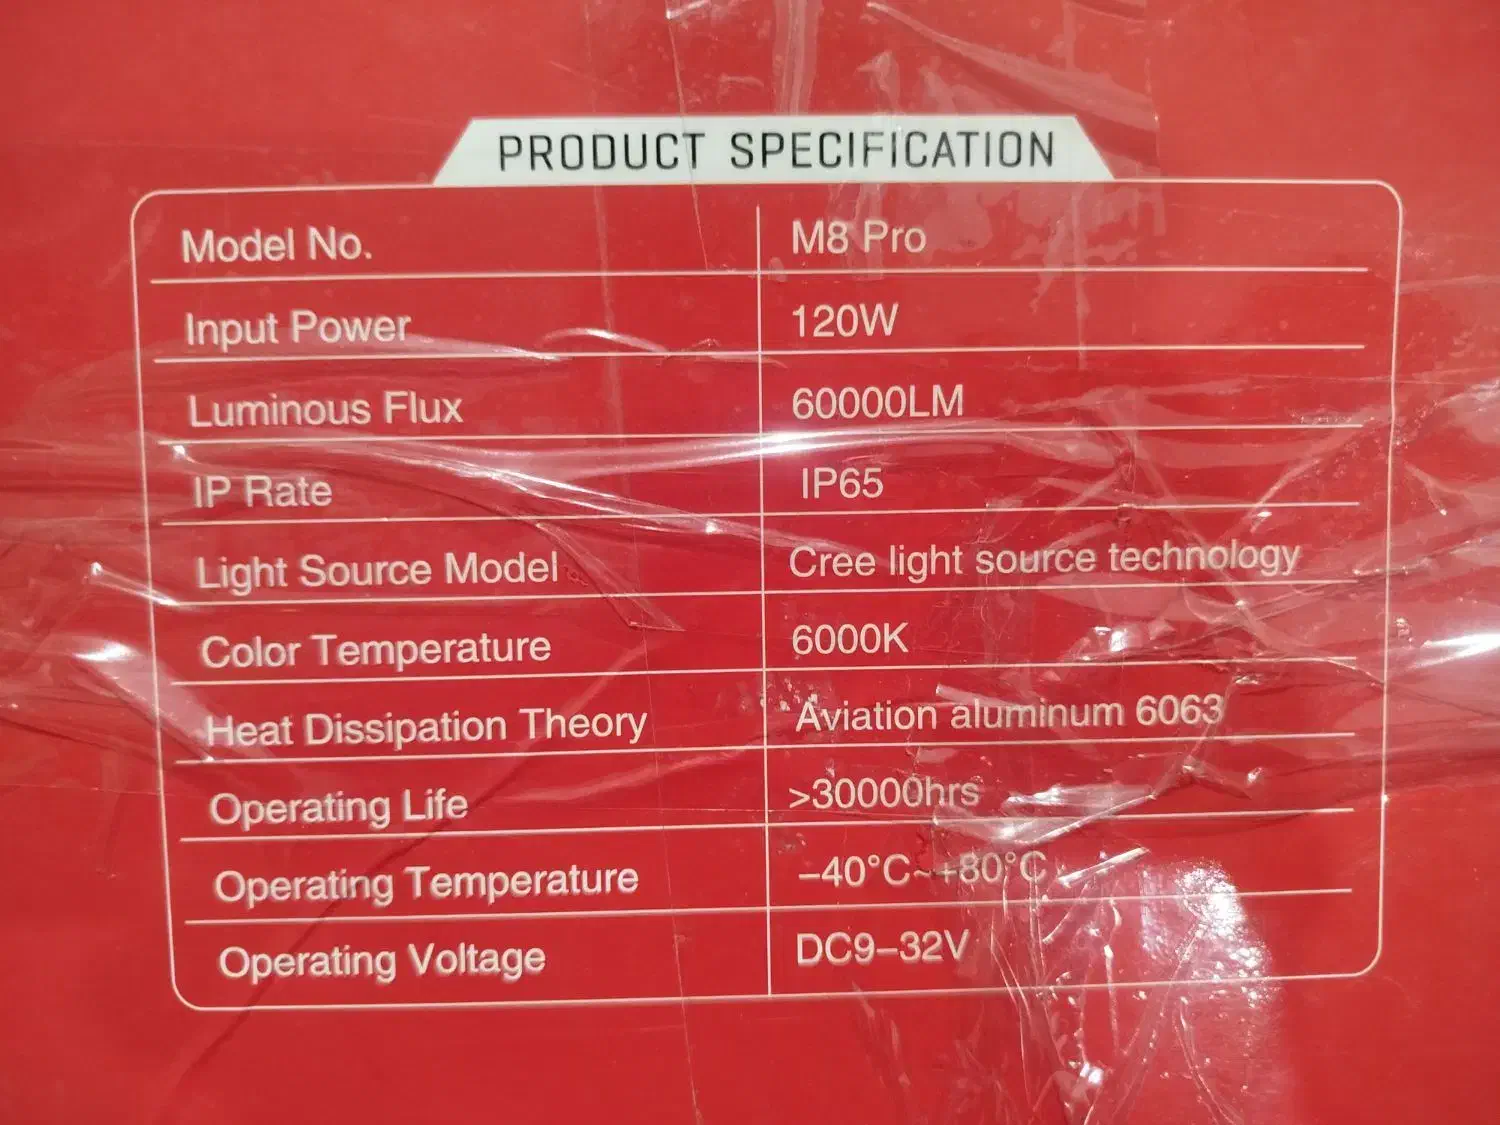 PRODUCT SPECIFICATION
Model No. M8 Pro
Input Power 120W
Luminous Flux 60000LM
IP Rate IP65
Light Source Model Cree light source technology
Color Temperature 6000K
Heat Dissipation Theory Aviation aluminum 6063
Operating Life >30000hrs
Operating Temperature –40°C~+80°C
Operating Voltage DC9–32V